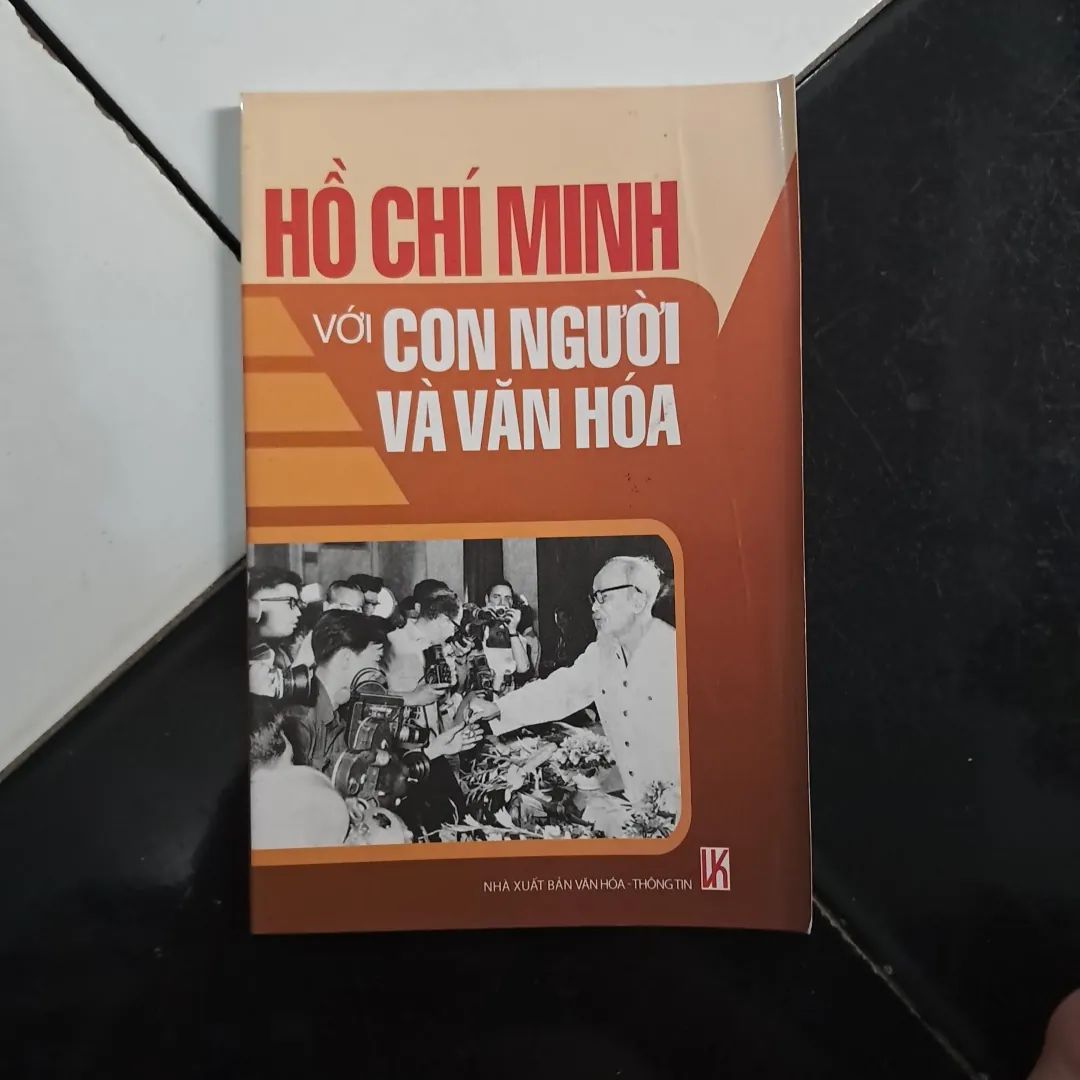 HỒ CHÍ MINH
VỚI CON NGƯỜI
VÀ VĂN HÓA
NHÀ XUẤT BẢN VĂN HÓA - THÔNG TIN